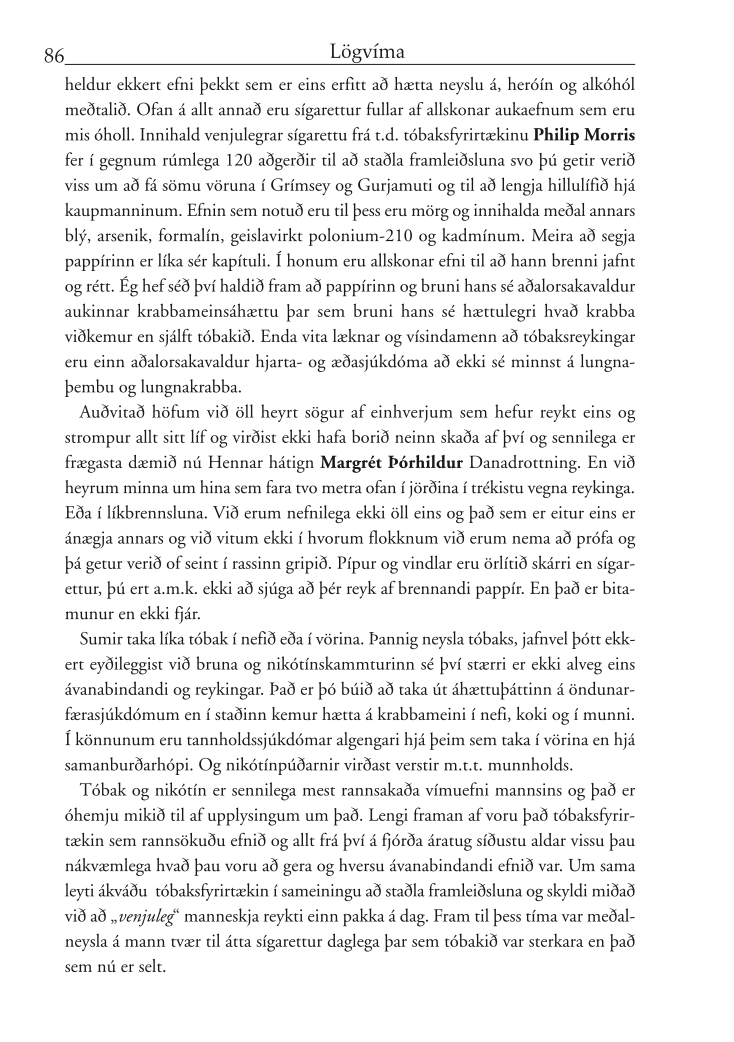 86
Lögvíma
heldur ekkert efni þekkt sem er eins erfitt að hætta neyslu á, heróín og alkóhól
meðtalið. Ofan á allt annað eru sígarettur fullar af allskonar aukaefnum sem eru
mis óholl. Innihald venjulegrar sígarettu frá t.d. tóbaksfyrirtækinu Philip Morris
fer í gegnum rúmlega 120 aðgerðir til að staðla framleiðsluna svo þú getir verið
viss um að fá sömu vöruna í Grímsey og Gurjamuti og til að lengja hillulífið hjá
kaupmanninum. Efnin sem notuð eru til þess eru mörg og innihalda meðal annars
blý, arsenik, formalín, geislavirkt polonium-210 og kadmínum. Meira að segja
pappírinn er líka sér kapítuli. Í honum eru allskonar efni til að hann brenni jafnt
og rétt. Ég hef séð því haldið fram að pappírinn og bruni hans sé aðalorsakavaldur
aukinnar krabbameinsáhættu þar sem bruni hans sé hættulegri hvað krabba
viðkemur en sjálft tóbakið. Enda vita læknar og vísindamenn að tóbaksreykingar
eru einn aðalorsakavaldur hjarta- og æðasjúkdóma að ekki sé minnst á lungna-
þembu og lungnakrabba.
Auðvitað höfum við öll heyrt sögur af einhverjum sem hefur reykt eins og
strompur allt sitt líf og virðist ekki hafa borið neinn skaða af því og sennilega er
frægasta dæmið nú Hennar hátign Margrét Þórhildur Danadrottning. En við
heyrum minna um hina sem fara tvo metra ofan í jörðina í trékistu vegna reykinga.
Eða í líkbrennsluna. Við erum nefnilega ekki öll eins og það sem er eitur eins er
ánægja annars og við vitum ekki í hvorum flokknum við erum nema að prófa og
þá getur verið of seint í rassinn gripið. Pípur og vindlar eru örlítið skárri en sígar-
ettur, þú ert a.m.k. ekki að sjúga að þér reyk af brennandi pappír. En það er bita-
munur en ekki fjár.
Sumir taka líka tóbak í nefið eða í vörina. Þannig neysla tóbaks, jafnvel þótt ekk-
ert eyðileggist við bruna og nikótínskammturinn sé því stærri er ekki alveg eins
ávanabindandi og reykingar. Það er þó búið að taka út áhættuþáttinn á öndunar-
færasjúkdómum en í staðinn kemur hætta á krabbameini í nefi, koki og í munni.
Í könnunum eru tannholdssjúkdómar algengari hjá þeim sem taka í vörina en hjá
samanburðarhópi. Og nikótínpúðarnir virðast verstir m.t.t. munnholds.
Tóbak og nikótín er sennilega mest rannsakaða vímuefni mannsins og það er
óhemju mikið til af upplysingum um það. Lengi framan af voru það tóbaksfyrir-
tækin sem rannsökuðu efnið og allt frá því á fjórða áratug síðustu aldar vissu þau
nákvæmlega hvað þau voru að gera og hversu ávanabindandi efnið var. Um sama
leyti ákváðu tóbaksfyrirtækin í sameiningu að staðla framleiðsluna og skyldi miðað
við að „venjuleg“ manneskja reykti einn pakka á dag. Fram til þess tíma var meðal-
neysla á mann tvær til átta sígarettur daglega þar sem tóbakið var sterkara en það
sem nú er selt.